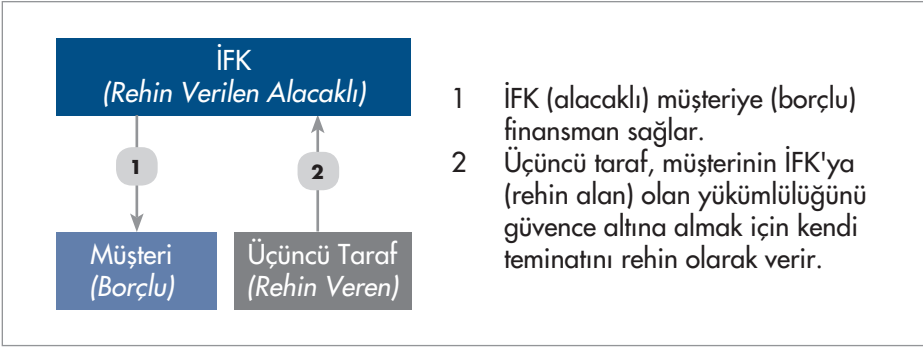 İFK
(Rehin Verilen Alacaklı)
1
2
Müşteri
(Borçlu)
Üçüncü Taraf
(Rehin Veren)
1 İFK (alacaklı) müşteriye (borçlu)
finansman sağlar.
2 Üçüncü taraf, müşterinin İFK'ya
(rehin alan) olan yükümlülüğünü
güvence altına almak için kendi
teminatını rehin olarak verir.